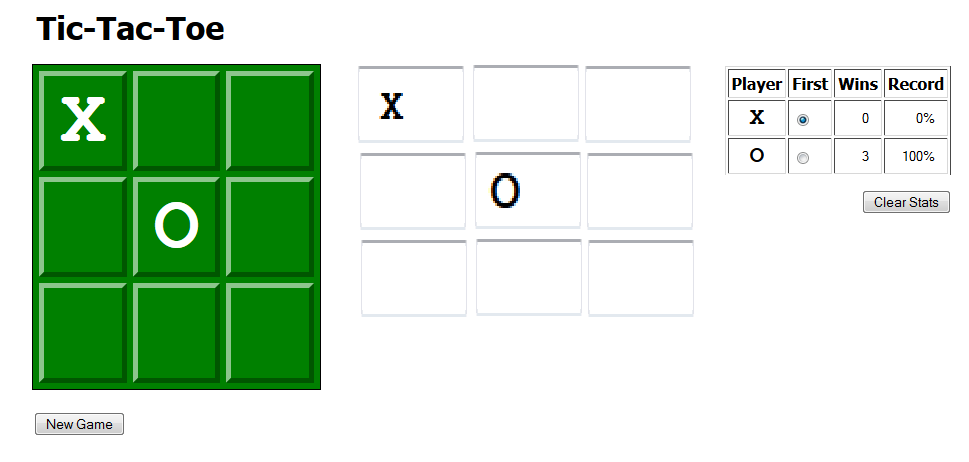 Tic-Tac-Toe
X
O
X
O
Player First Wins Record
X 0 0%
O 3 100%
Clear Stats
New Game